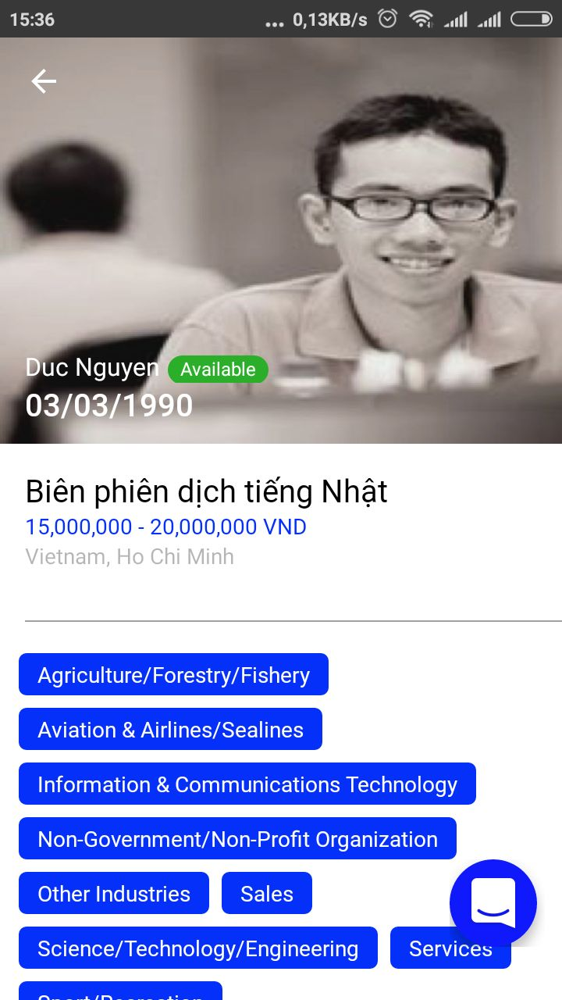 15:36
... 0,13KB/s
Duc Nguyen Available
03/03/1990
Biên phiên dịch tiếng Nhật
15,000,000 - 20,000,000 VND
Vietnam, Ho Chi Minh
Agriculture/Forestry/Fishery
Aviation & Airlines/Sealines
Information & Communications Technology
Non-Government/Non-Profit Organization
Other Industries Sales
Science/Technology/Engineering Services
Sport/Recreation